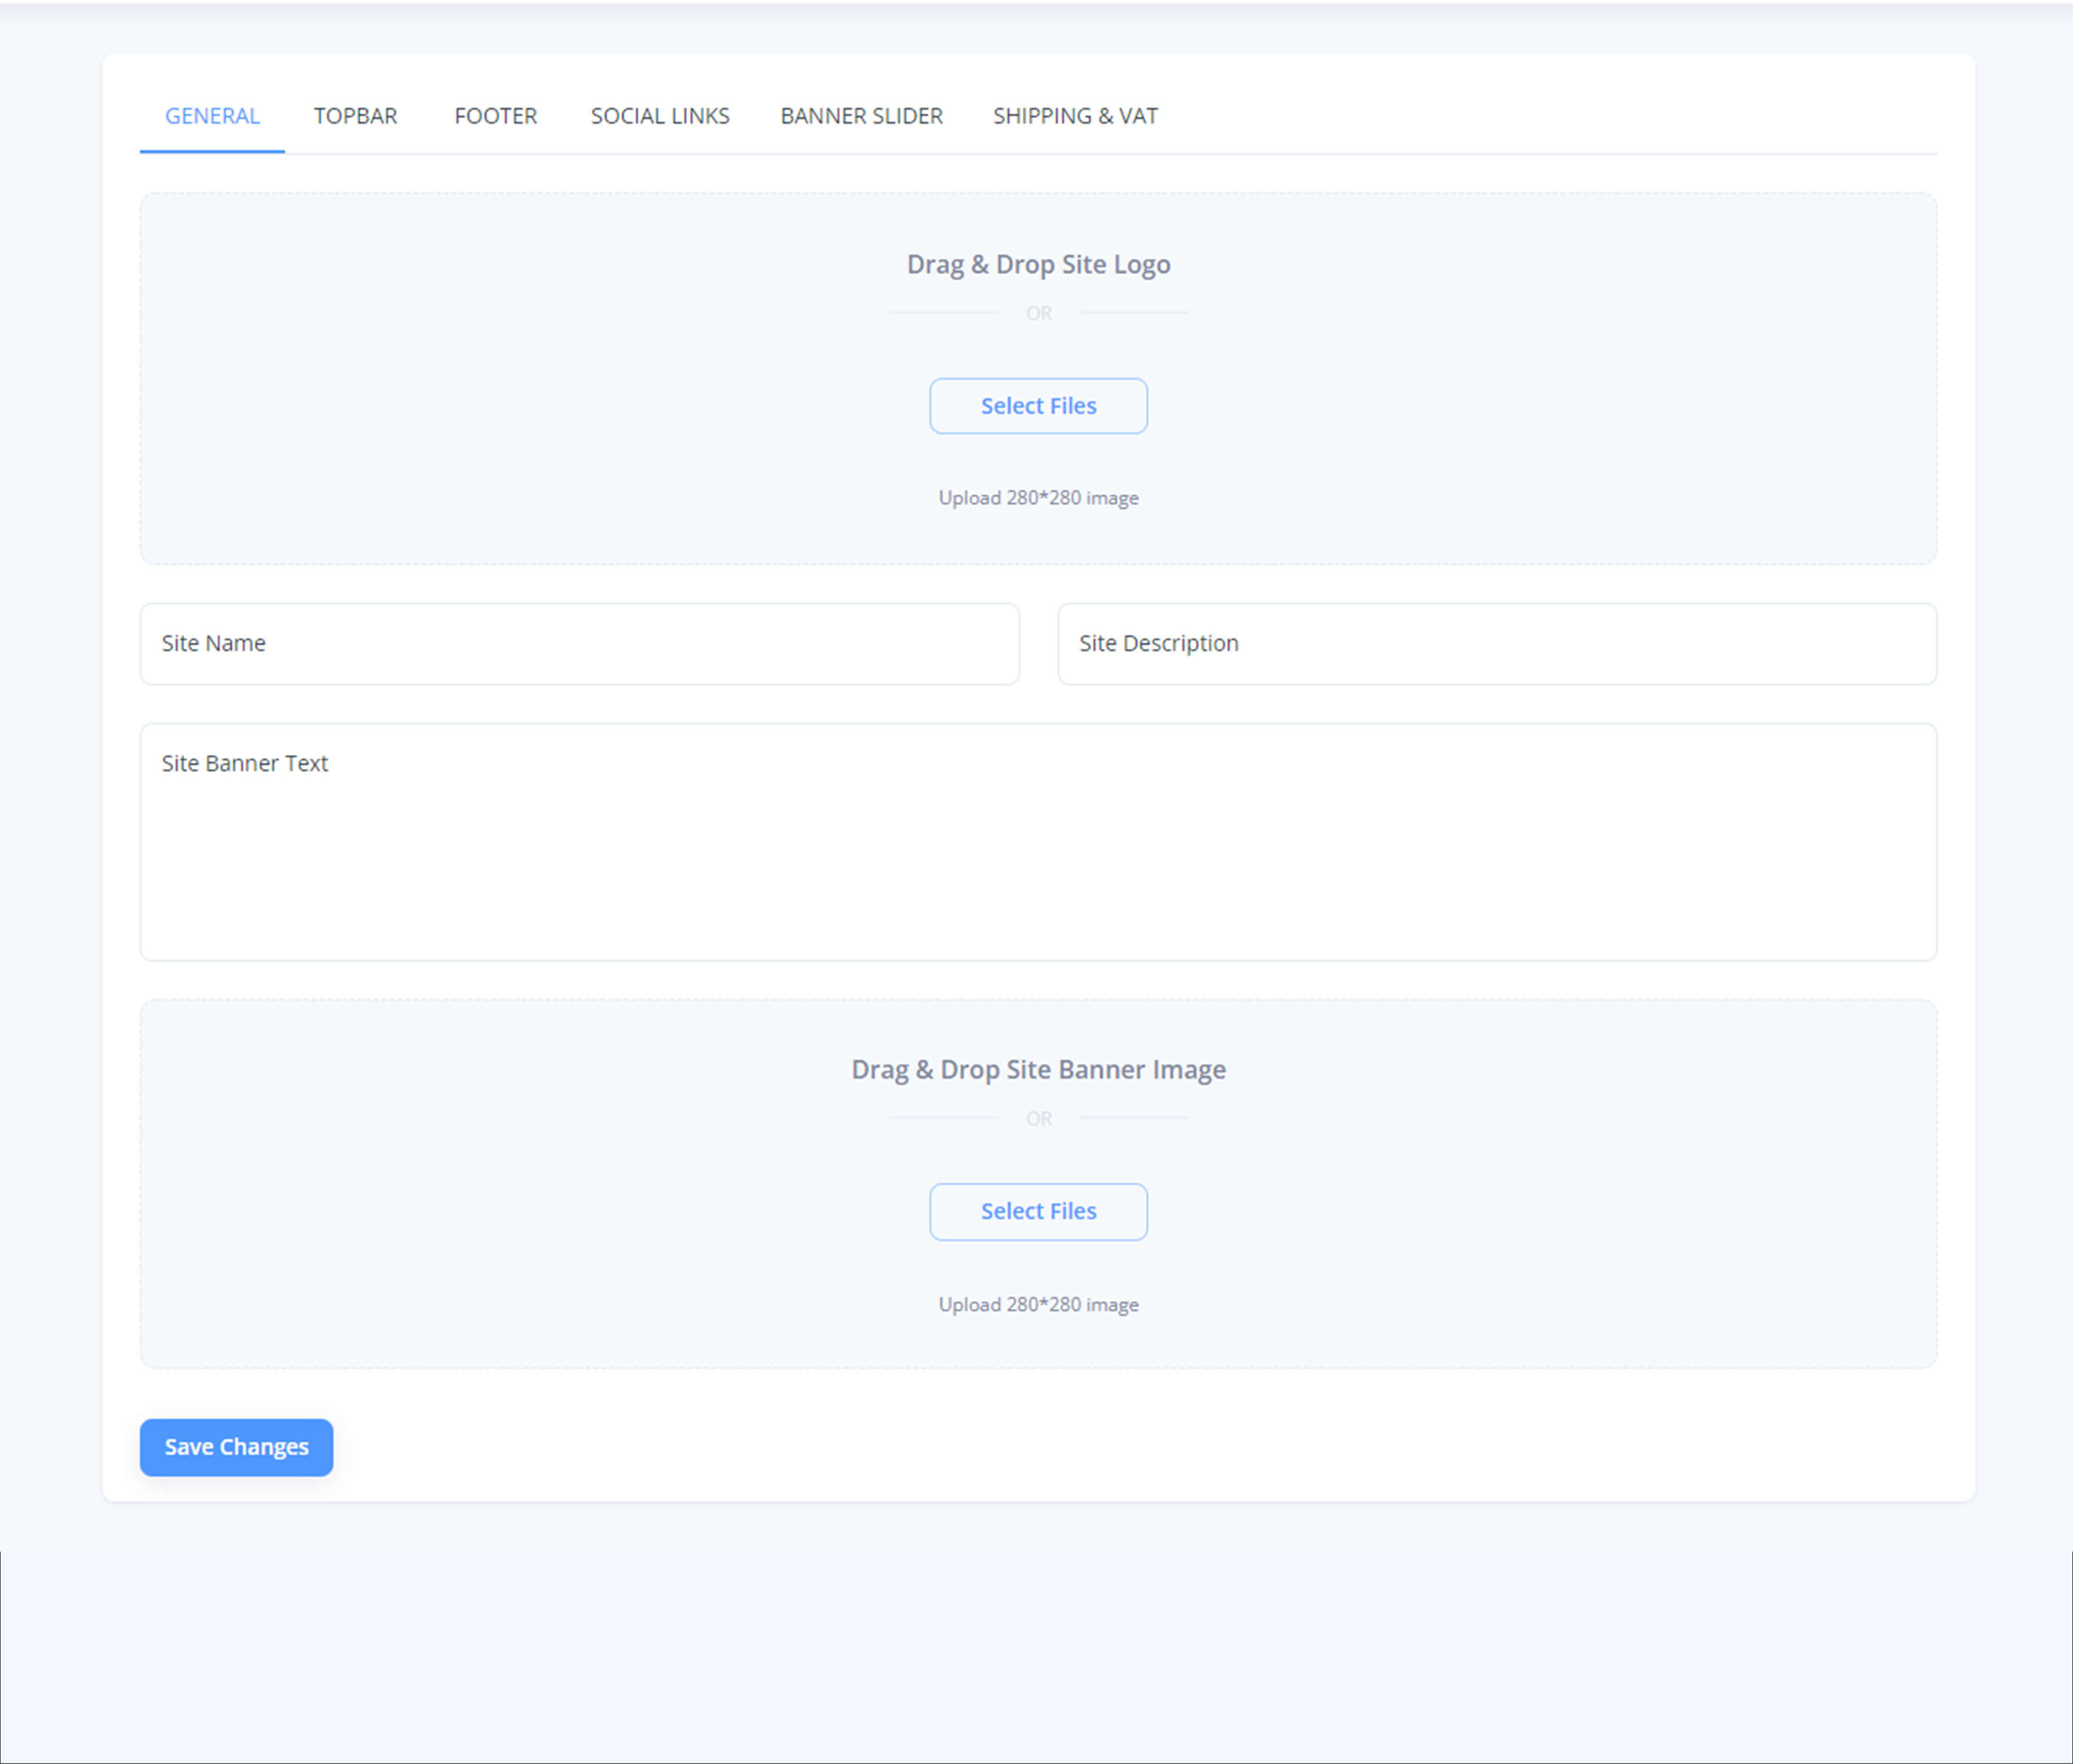 GENERAL TOPBAR FOOTER SOCIAL LINKS BANNER SLIDER SHIPPING & VAT
Drag & Drop Site Logo
OR
Select Files
Upload 280*280 image
Site Name Site Description
Site Banner Text
Drag & Drop Site Banner Image
OR
Select Files
Upload 280*280 image
Save Changes